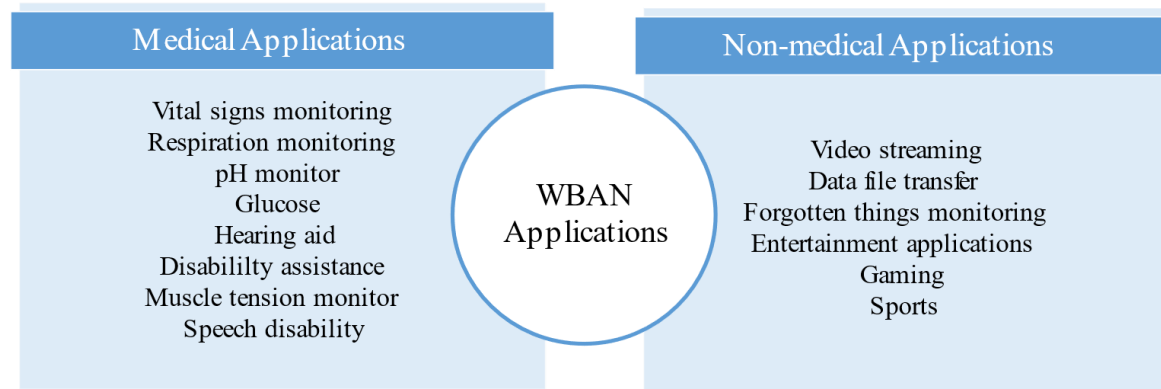 Medical Applications
Vital signs monitoring
Respiration monitoring
pH monitor
Glucose
Hearing aid
Disabililty assistance
Muscle tension monitor
Speech disability
WBAN
Applications
Non-medical Applications
Video streaming
Data file transfer
Forgotten things monitoring
Entertainment applications
Gaming
Sports